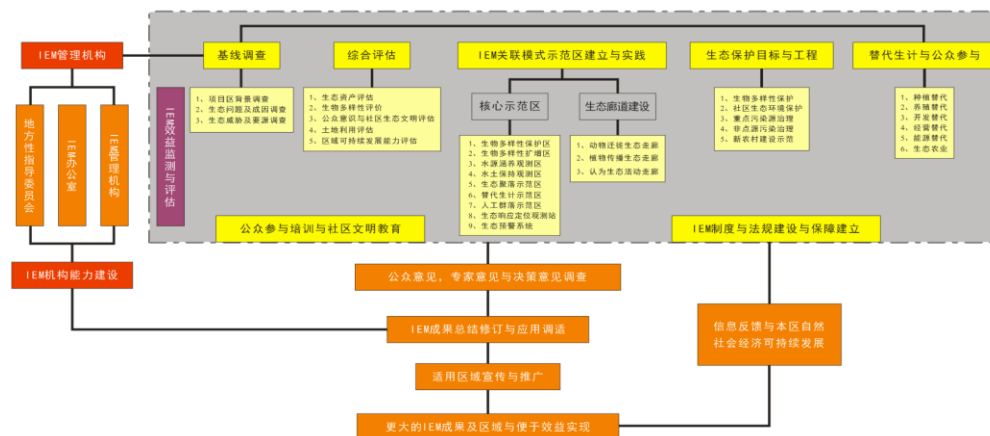 IEM管理机构
基线调查
综合评估
IEM关联模式示范区建立与实践
生态保护目标与工程
替代生计与公众参与
1、项目区背景调查
2、生态问题及成因调查
3、生态威胁及要源调查
1、生态资产评估
2、生物多样性评价
3、公众意识与社区生态文明评估
4、土地利用评估
5、区域可持续发展能力评估
核心示范区
生态廊道建设
1、生物多样性保护区
2、生物多样性扩增区
3、水源涵养观测区
4、水土保持观测区
5、生态聚落示范区
6、替代生计示范区
7、人工群落示范区
8、生态响应定位观测站
9、生态预警系统
1、动物迁徒生态走廊
2、植物传播生态走廊
3、认为生态活动走廊
1、生物多样性保护
2、社区生态环境保护
3、重点污染源治理
4、非点源污染治理
5、新农村建设示范
1、种植替代
2、养殖替代
3、开发替代
4、经营替代
5、能源替代
6、生态农业
地方性指导委员会
IEM办公室
IEM管理机构
IEM效益监测与评估
公众参与培训与社区文明教育
IEM制度与法规建设与保障建立
IEM机构能力建设
公众意见，专家意见与决策意见调查
IEM成果总结修订与应用调适
信息反馈与本区自然
社会经济可持续发展
适用区域宣传与推广
更大的IEM成果及区域与便于效益实现